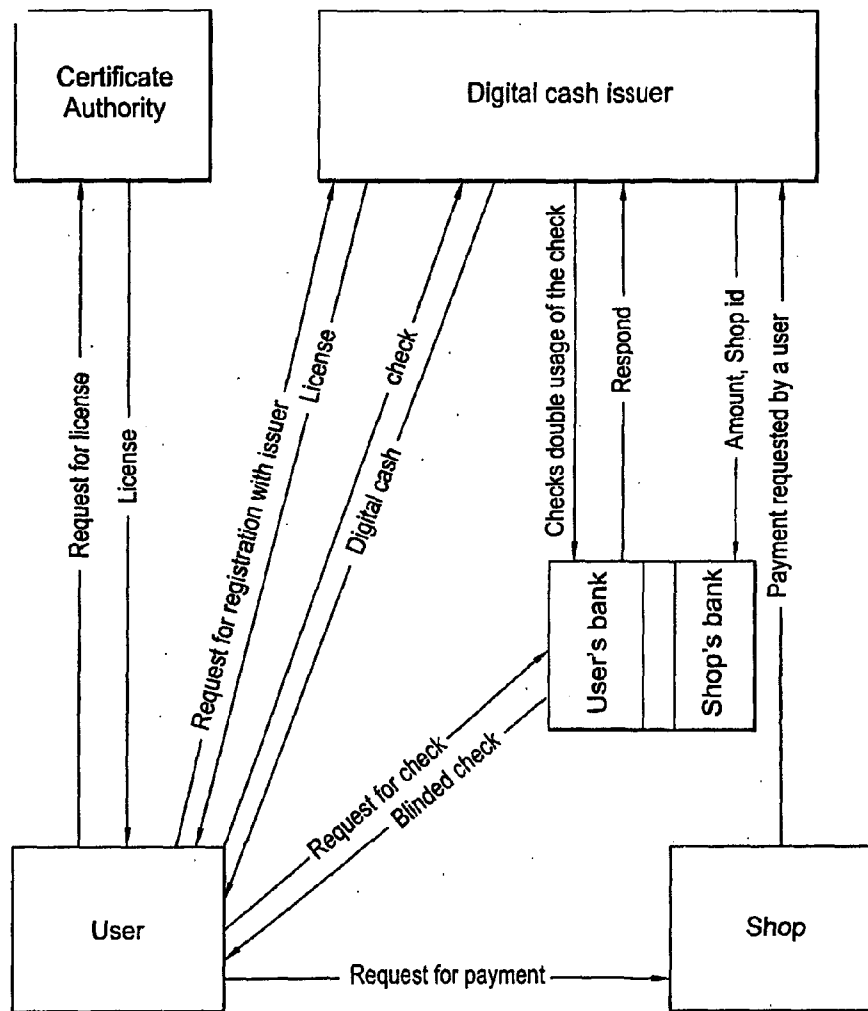 Certificate
Authority
Digital cash issuer
Request for license
License
Request for registration with issuer
License
check
Digital cash
Checks double usage of the check
Respond
Amount, Shop id
Payment requested by a user
User's bank
Shop's bank
Request for check
Blinded check
User
Request for payment
Shop